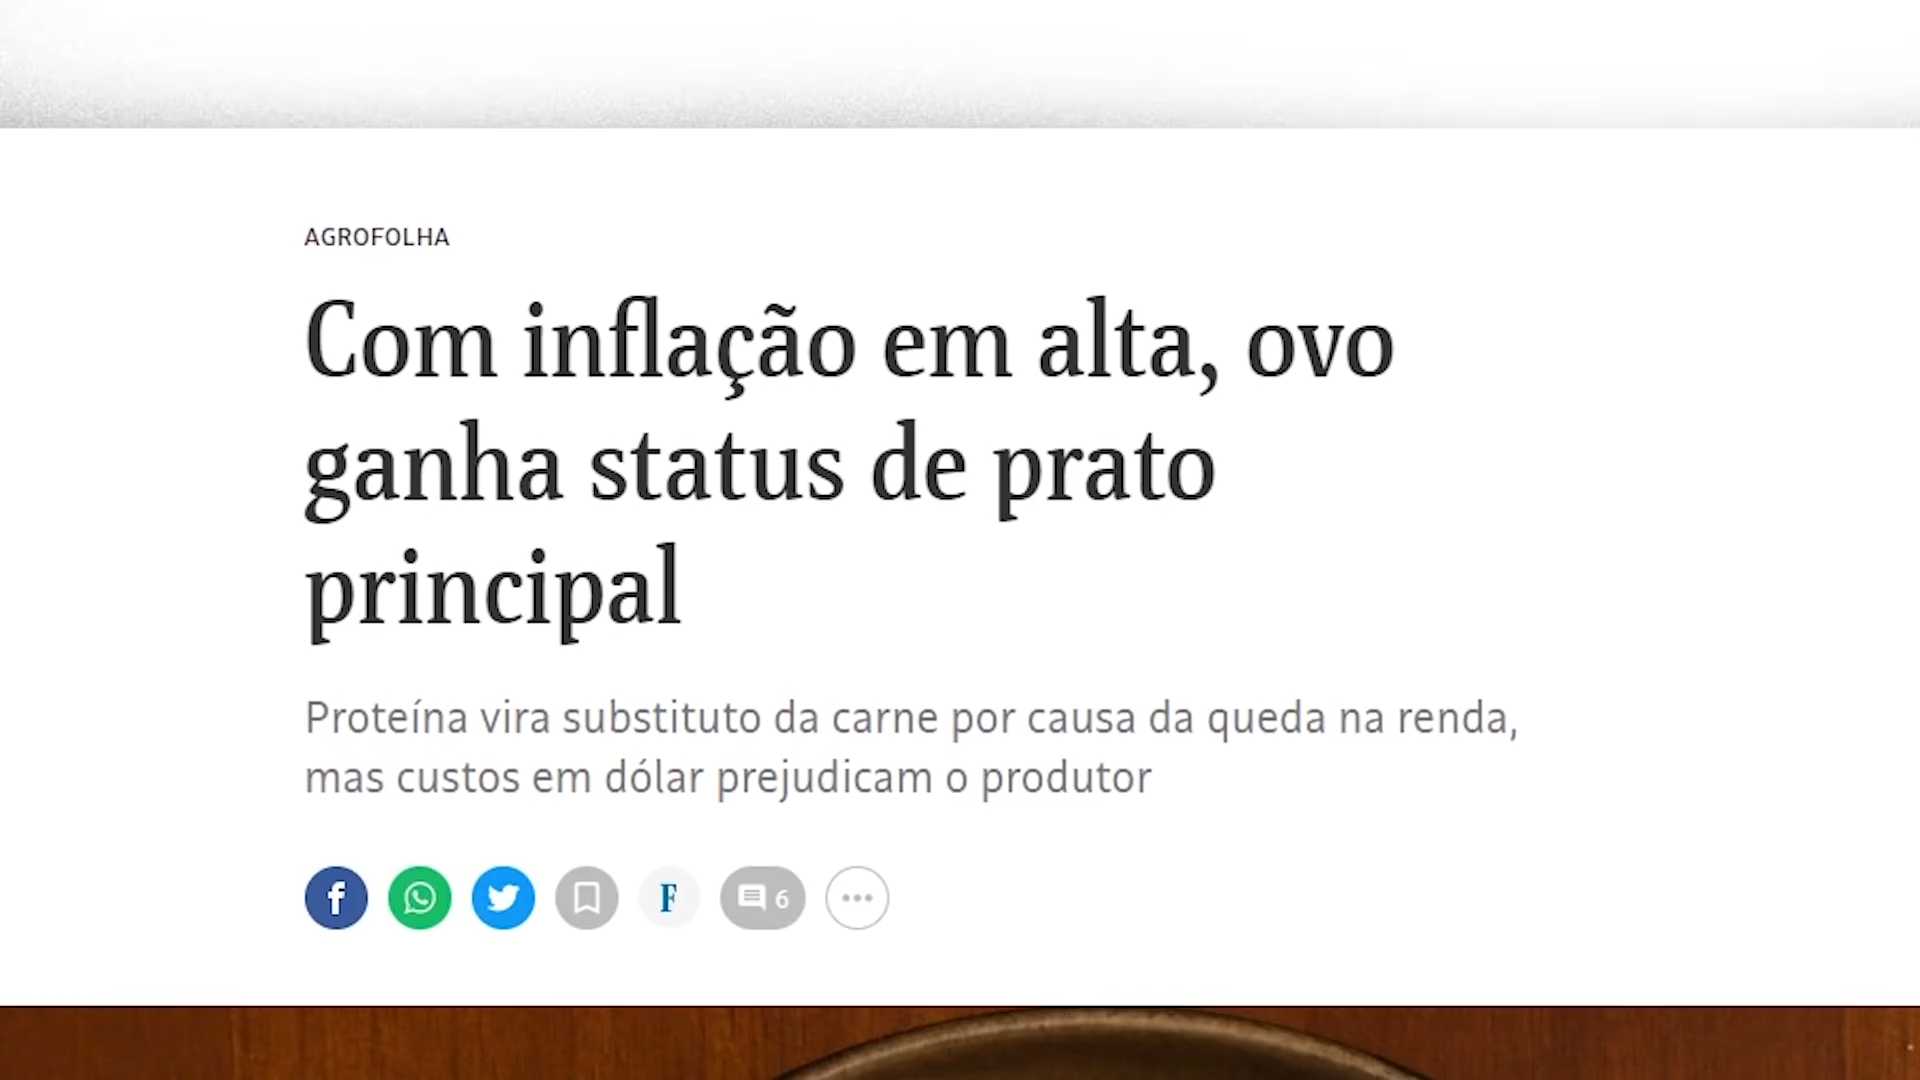 AGROFOLHA
Com inflação em alta, ovo
ganha status de prato
principal
Proteína vira substituto da carne por causa da queda na renda,
mas custos em dólar prejudicam o produtor
f F 6